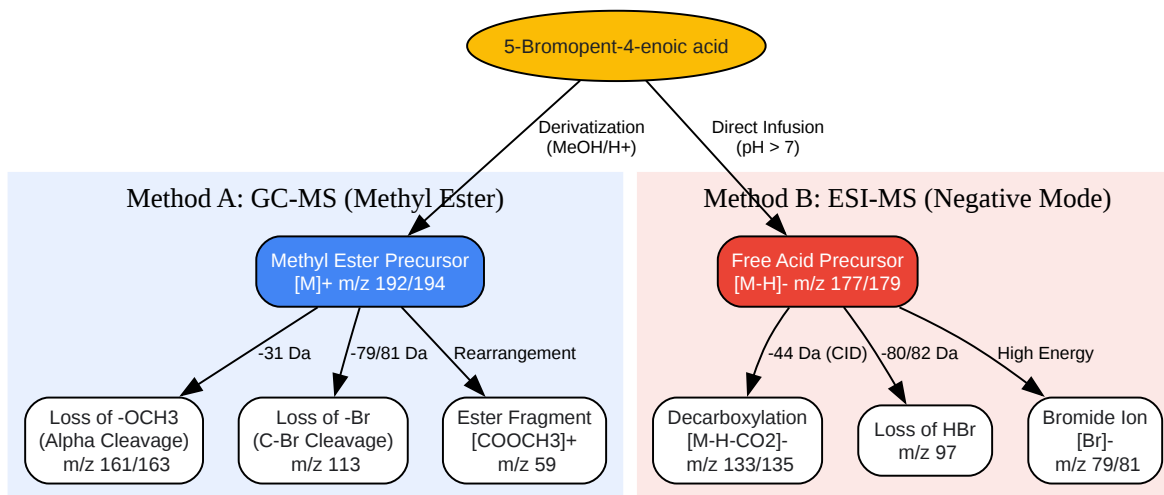 5-Bromopent-4-enoic acid
Derivatization
(MeOH/H+)
Direct Infusion
(pH > 7)
Method A: GC-MS (Methyl Ester)
Method B: ESI-MS (Negative Mode)
Methyl Ester Precursor
[M]+ m/z 192/194
Free Acid Precursor
[M-H]- m/z 177/179
-31 Da
-79/81 Da
Rearrangement
-44 Da (CID)
-80/82 Da
High Energy
Loss of -OCH3
(Alpha Cleavage)
m/z 161/163
Loss of -Br
(C-Br Cleavage)
m/z 113
Ester Fragment
[COOCH3]+
m/z 59
Decarboxylation
[M-H-CO2]-
m/z 133/135
Loss of HBr
m/z 97
Bromide Ion
[Br]-
m/z 79/81